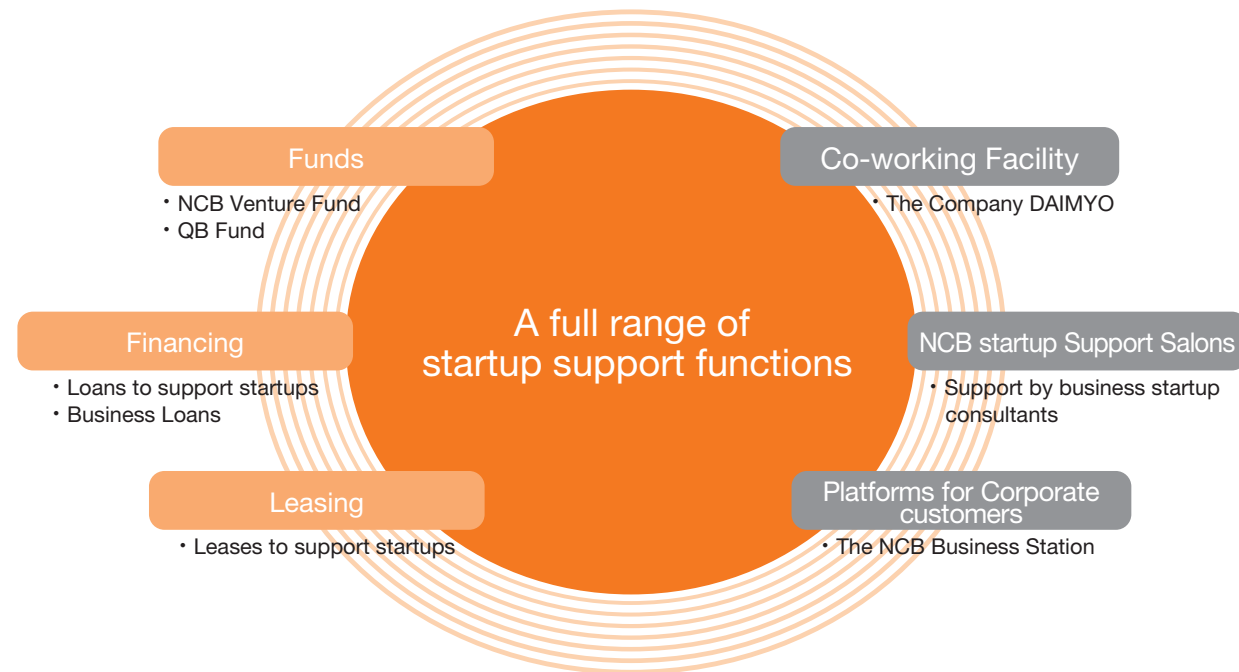 Funds
・NCB Venture Fund
・QB Fund
Co-working Facility
・The Company DAIMYO
A full range of
startup support functions
Financing
・Loans to support startups
・Business Loans
NCB startup Support Salons
・Support by business startup
consultants
Leasing
・Leases to support startups
Platforms for Corporate
customers
・The NCB Business Station